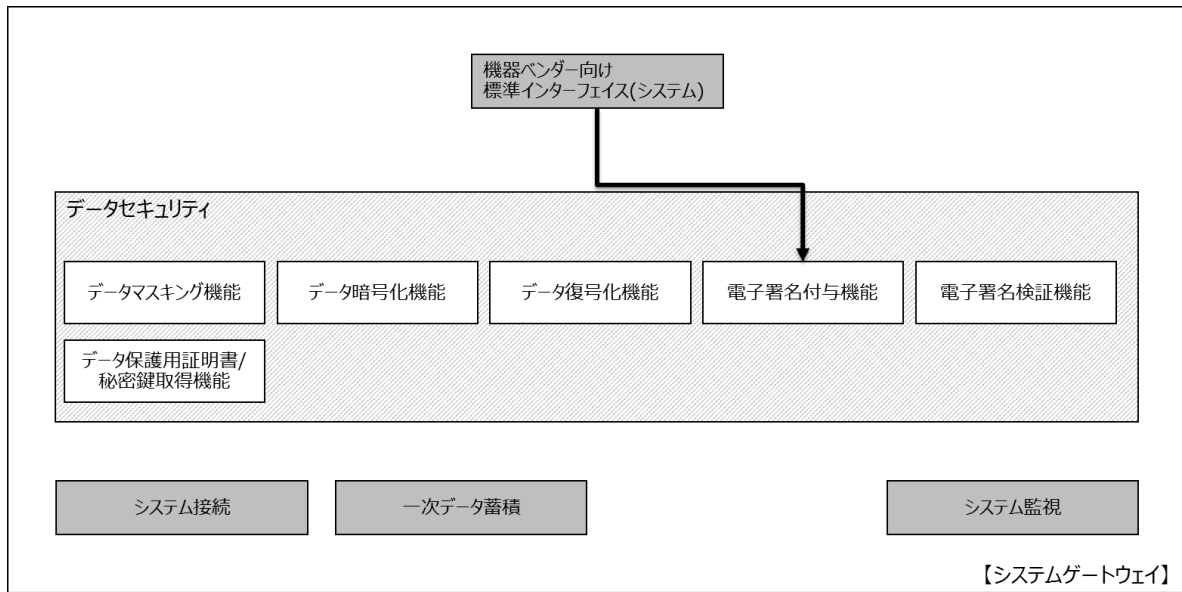 機器ベンダー向け
標準インターフェイス(システム)
データセキュリティ
データマスキング機能
データ暗号化機能
データ復号化機能
電子署名付与機能
電子署名検証機能
データ保護用証明書/
秘密鍵取得機能
システム接続
一次データ蓄積
システム監視
【システムゲートウェイ】